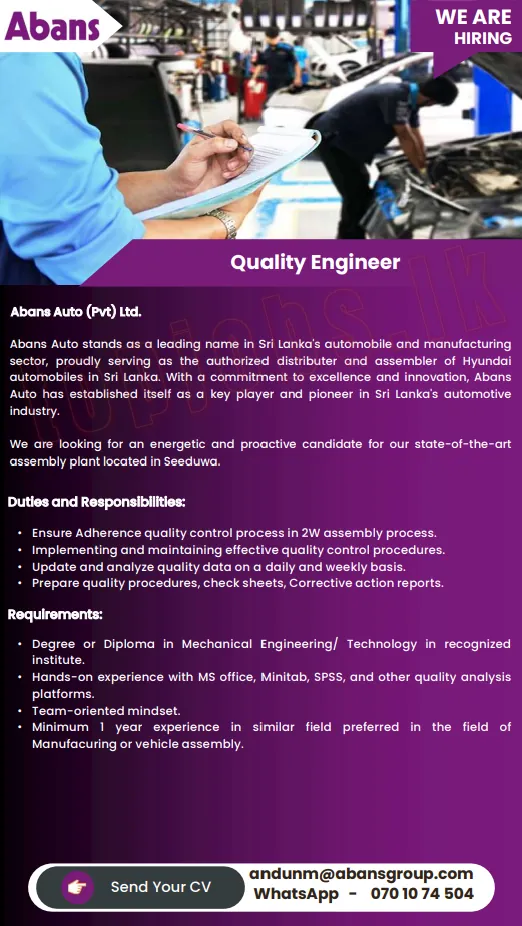 Abans
WE ARE
HIRING
Quality Engineer
topjobs.lk
Abans Auto (Pvt) Ltd.
Abans Auto stands as a leading name in Sri Lanka's automobile and manufacturing
sector, proudly serving as the authorized distributer and assembler of Hyundai
automobiles in Sri Lanka. With a commitment to excellence and innovation, Abans
Auto has established itself as a key player and pioneer in Sri Lanka's automotive
industry.
We are looking for an energetic and proactive candidate for our state-of-the-art
assembly plant located in Seeduwa.
Duties and Responsibilities:
• Ensure Adherence quality control process in 2W assembly process.
• Implementing and maintaining effective quality control procedures.
• Update and analyze quality data on a daily and weekly basis.
• Prepare quality procedures, check sheets, Corrective action reports.
Requirements:
• Degree or Diploma in Mechanical Engineering/ Technology in recognized
institute.
• Hands-on experience with MS office, Minitab, SPSS, and other quality analysis
platforms.
• Team-oriented mindset.
• Minimum 1 year experience in similar field preferred in the field of
Manufacuring or vehicle assembly.
Send Your CV
andunm@abansgroup.com
WhatsApp - 070 10 74 504